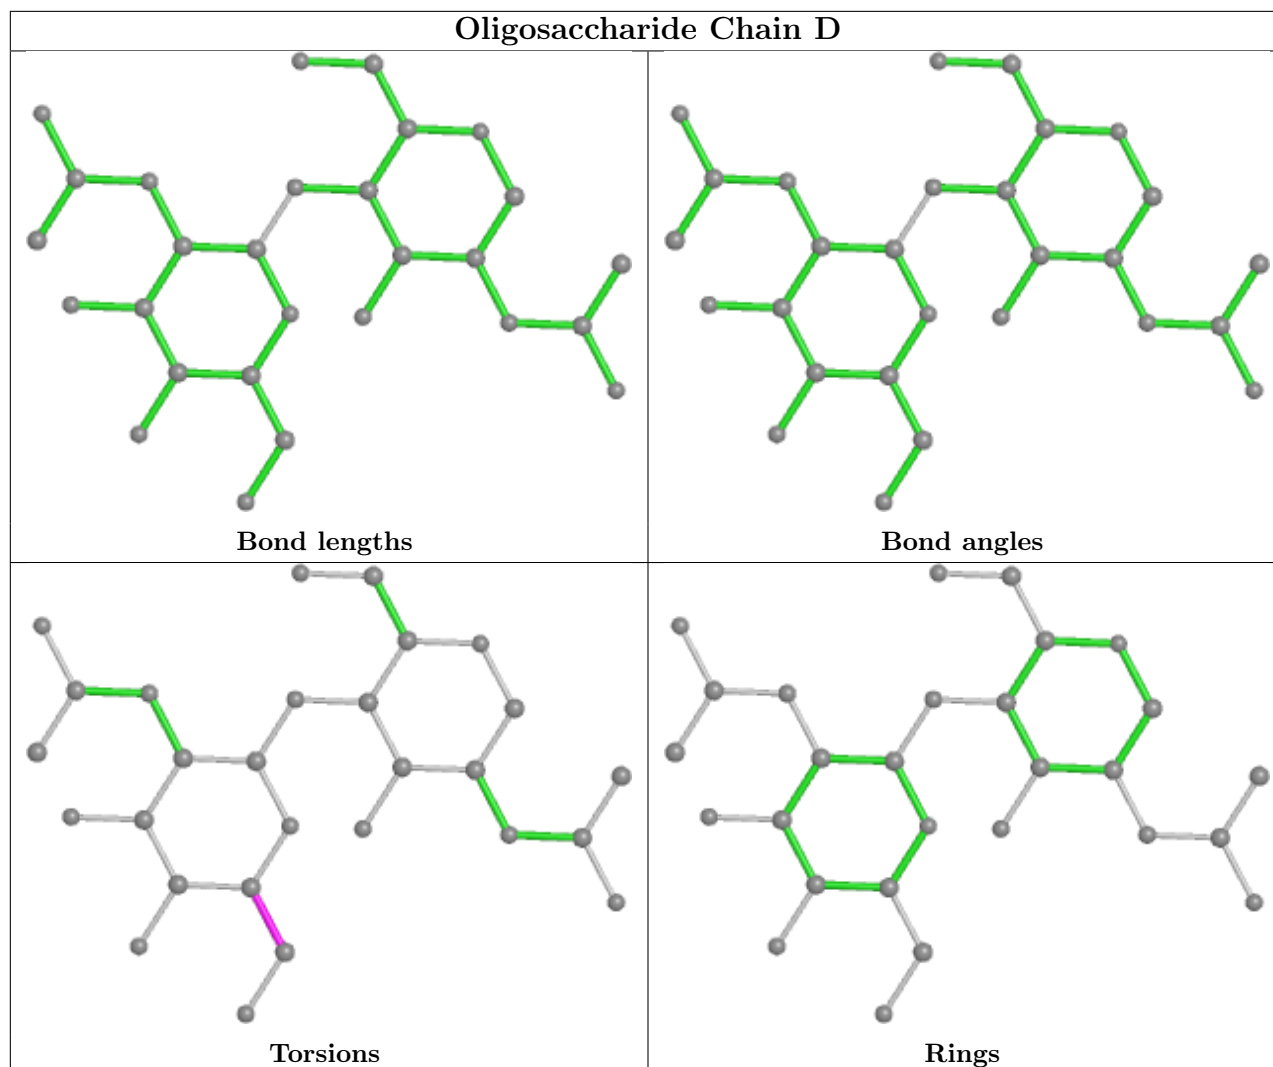 Oligosaccharide Chain D
Bond lengths
Bond angles
Torsions
Rings